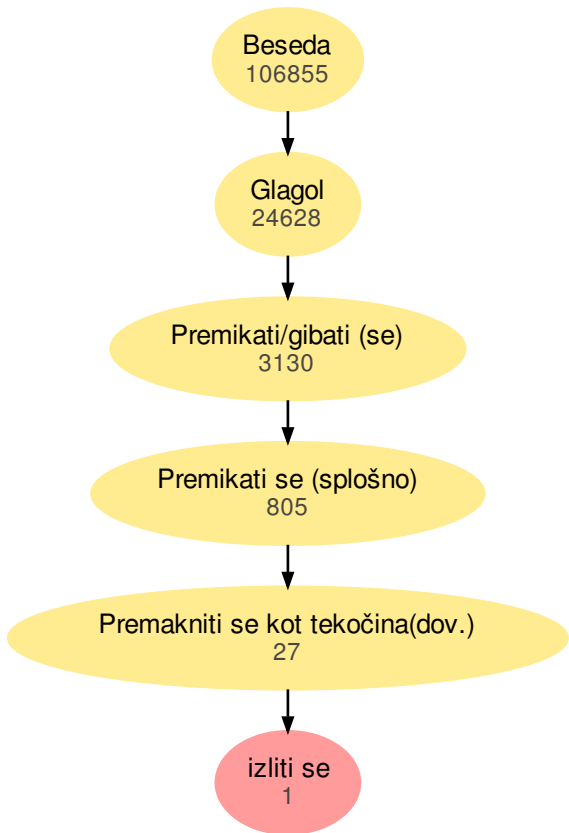 Beseda
106855
Glagol
24628
Premikati/gibati (se)
3130
Premikati se (splošno)
805
Premakniti se kot tekočina(dov.)
27
izliti se
1